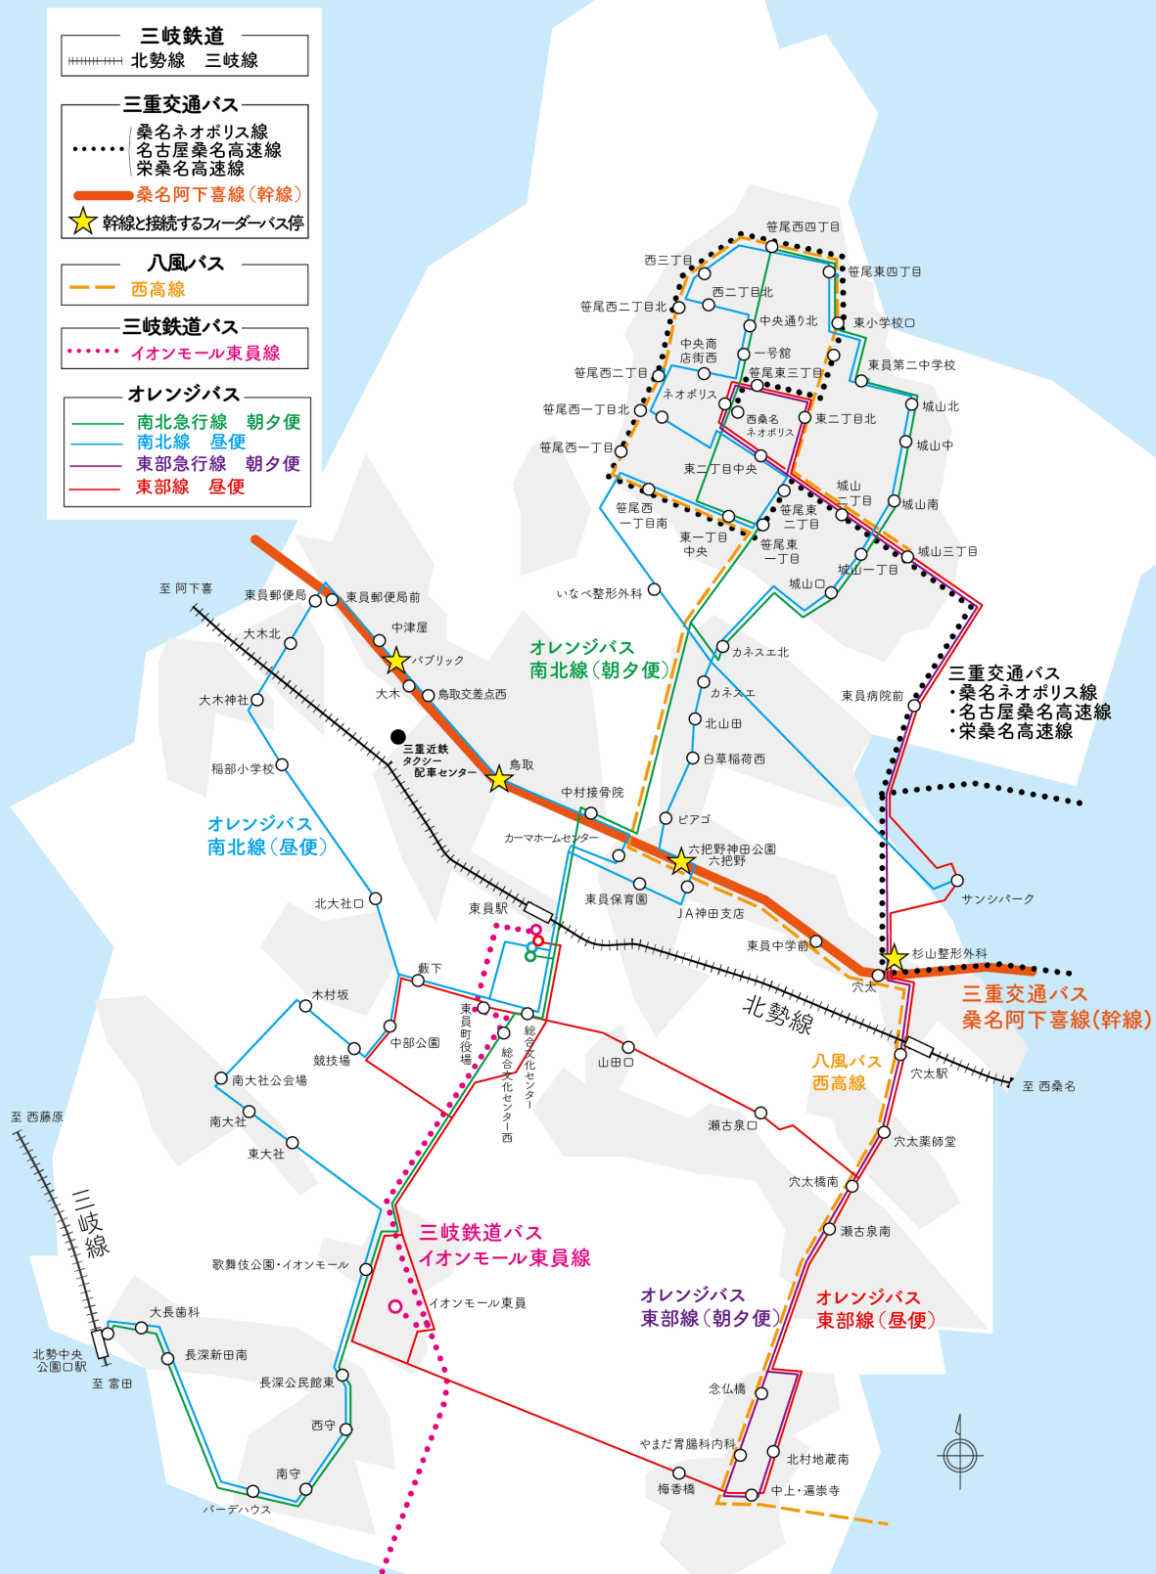 三岐鉄道
北勢線　三岐線
三重交通バス
桑名ネオポリス線
名古屋桑名高速線
栄桑名高速線
桑名阿下喜線(幹線)
幹線と接続するフィーダーバス停
八風バス
西高線
三岐鉄道バス
イオンモール東員線
オレンジバス
南北急行線　朝夕便
南北線　昼便
東部急行線　朝夕便
東部線　昼便
笹尾西四丁目
西三丁目
笹尾東四丁目
西二丁目北
笹尾西二丁目北
中央通り北
東小学校口
中央商
店街西
一号舘
東員第二中学校
笹尾西二丁目
笹尾東三丁目
ネオポリス
笹尾西一丁目北
西桑名
ネオポリス
東二丁目北
城山北
笹尾西一丁目
城山中
東二丁目中央
城山
二丁目
城山南
笹尾西
一丁目南
笹尾東
二丁目
東一丁目
中央
笹尾東
一丁目
城山三丁目
城山一丁目
城山口
いなべ整形外科
至 阿下喜
東員郵便局
東員郵便局前
大木北
中津屋
パブリック
大木
鳥取交差点西
大木神社
オレンジバス
南北線(朝夕便)
カネスエ北
カネスエ
北山田
白草稲荷西
東員病院前
三重交通バス
・桑名ネオポリス線
・名古屋桑名高速線
・栄桑名高速線
三重近鉄
タクシー
配車センター
稲部小学校
鳥取
中村接骨院
ピアゴ
オレンジバス
南北線(昼便)
カーマホームセンター
六把野神田公園
六把野
東員保育園
JA神田支店
サンシパーク
北大社口
東員駅
東員中学前
杉山整形外科
穴太
藪下
三重交通バス
桑名阿下喜線(幹線)
木村坂
東員町役場
総合文化センター
総合文化センター西
北勢線
中部公園
競技場
山田口
八風バス
西高線
穴太駅
至 西桑名
南大社公会場
至 西藤原
南大社
瀬古泉口
東大社
穴太薬師堂
穴太橋南
三岐線
三岐鉄道バス
イオンモール東員線
瀬古泉南
歌舞伎公園・イオンモール
イオンモール東員
オレンジバス
東部線(朝夕便)
オレンジバス
東部線(昼便)
大長歯科
北勢中央
公園口駅
長深新田南
至 富田
長深公民館東
念仏橋
西守
やまだ胃腸科内科
北村地蔵南
南守
梅香橋
中上・遍崇寺
バーデハウス